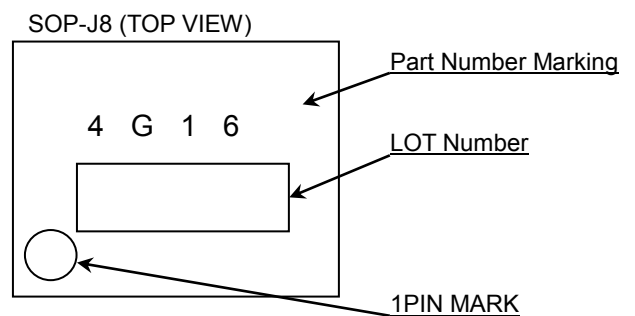 SOP-J8 (TOP VIEW)
Part Number Marking
4 G 1 6
LOT Number
1PIN MARK